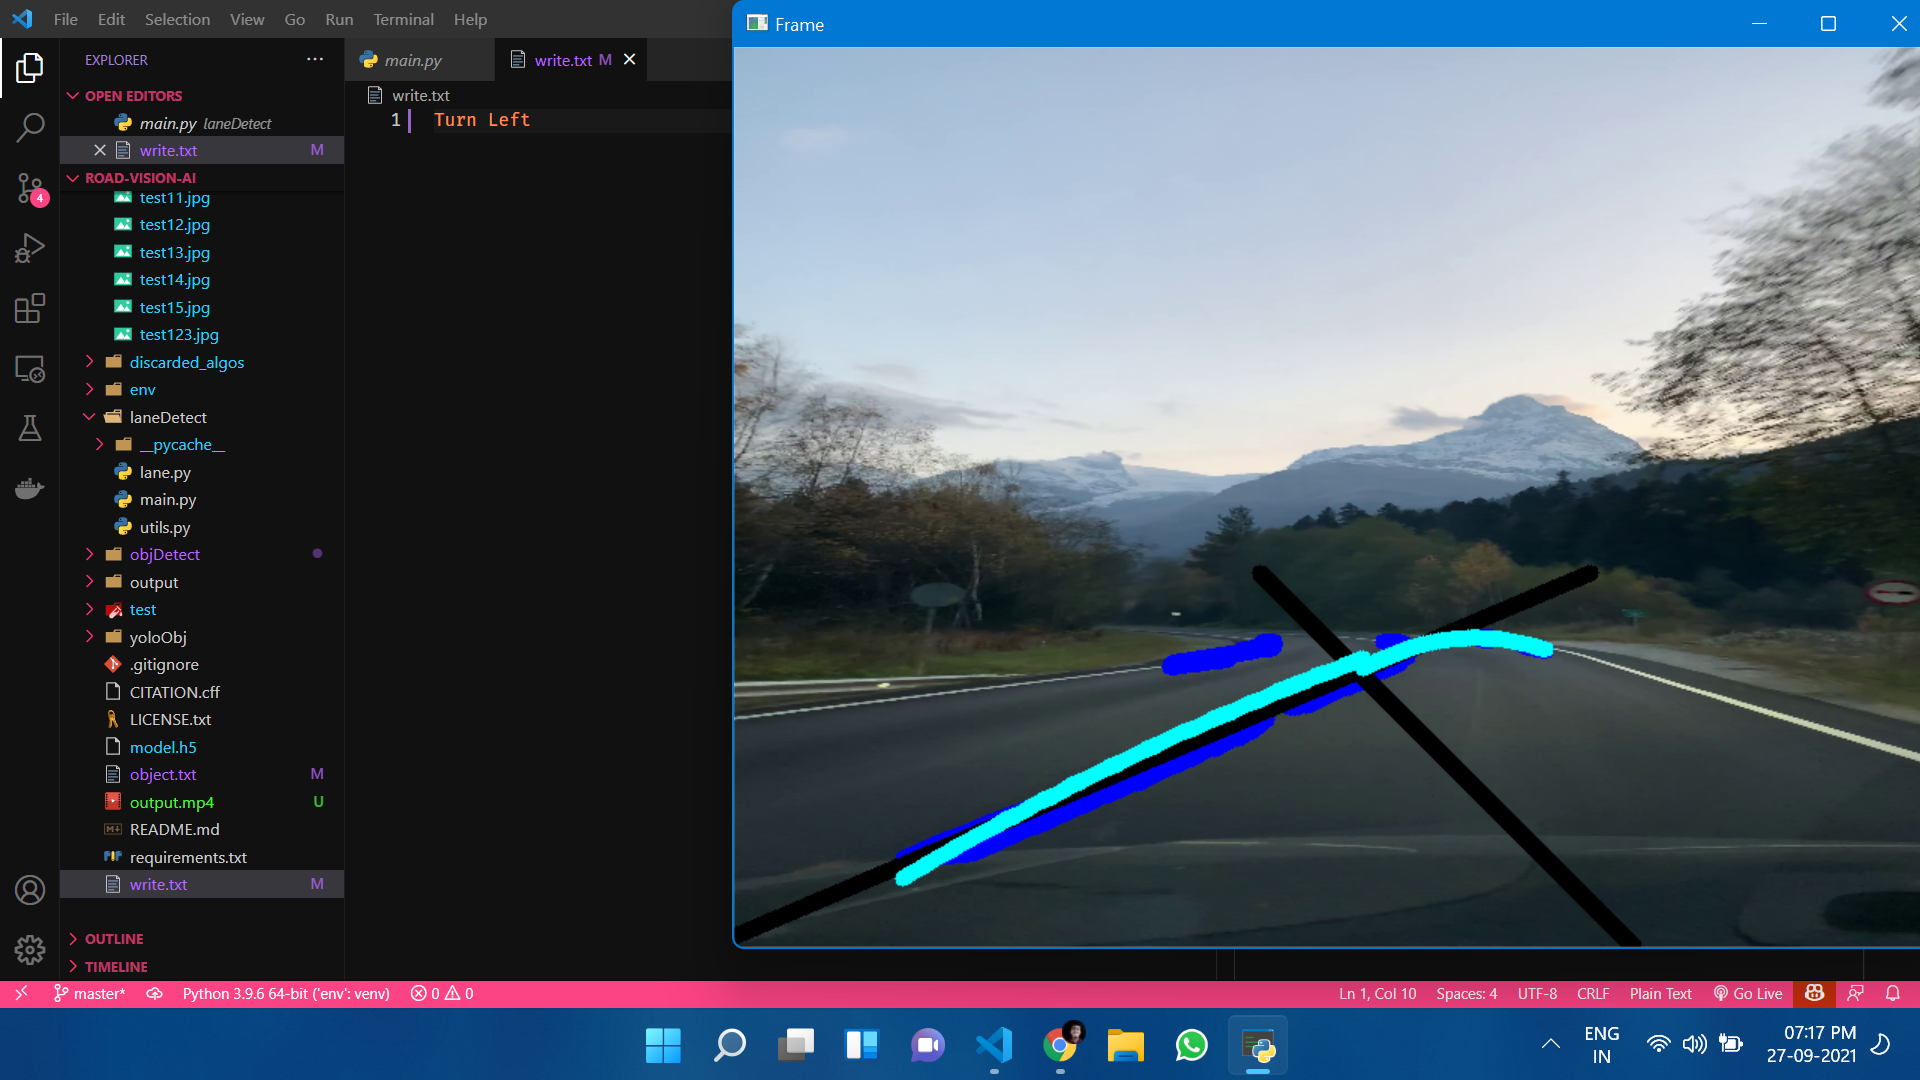 File Edit Selection View Go Run Terminal Help
Frame
EXPLORER
main.py
write.txt M
OPEN EDITORS
write.txt
main.py laneDetect
1 Turn Left
write.txt M
ROAD-VISION-AI
4
test11.jpg
test12.jpg
test13.jpg
test14.jpg
test15.jpg
test123.jpg
discarded_algos
env
laneDetect
__pycache__
lane.py
main.py
utils.py
objDetect
output
test
yoloObj
.gitignore
CITATION.cff
LICENSE.txt
model.h5
object.txt M
output.mp4 U
README.md
requirements.txt
write.txt M
OUTLINE
TIMELINE
master* Python 3.9.6 64-bit ('env': venv) 0 0 Ln 1, Col 10 Spaces: 4 UTF-8 CRLF Plain Text Go Live
ENG
IN
07:17 PM
27-09-2021